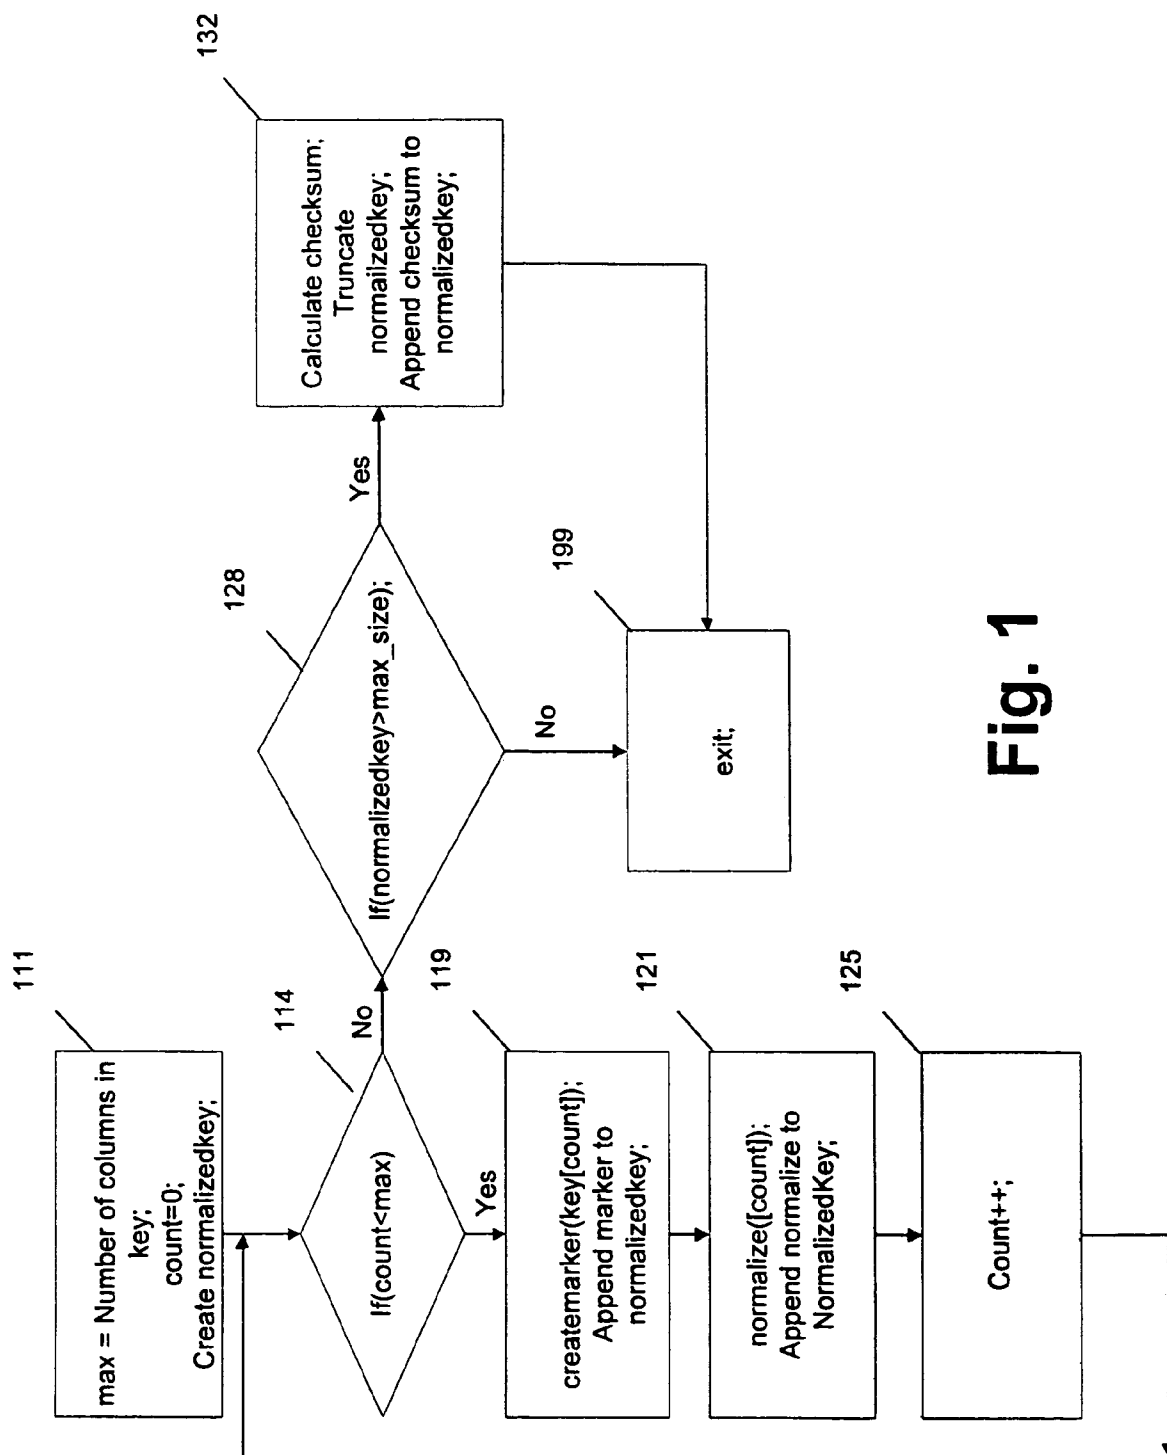 111
max = Number of columns in
key;
count=0;
Create normalizedkey;
114
If(count<max)
No
Yes
119
createmarker(key[count]);
Append marker to
normalizedkey;
121
normalize([count]);
Append normalize to
NormalizedKey;
125
Count++;
128
If(normalizedkey>max_size);
Yes
No
132
Calculate checksum;
Truncate
normailzedkey;
Append checksum to
normalizedkey;
199
exit;
Fig. 1